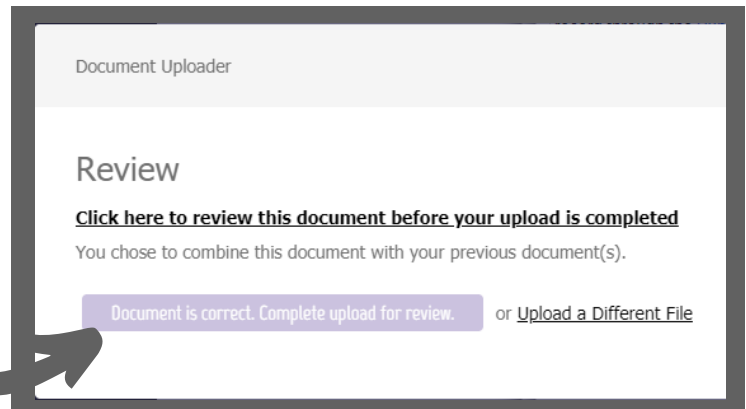 Document Uploader
Review
Click here to review this document before your upload is completed
You chose to combine this document with your previous document(s).
Document is correct. Complete upload for review. or Upload a Different File